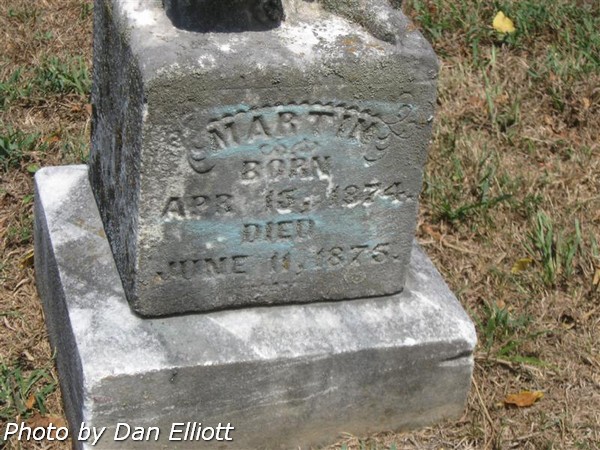 MARTIN
BORN
APR 15, 1874.
DIED
JUNE 11, 1875.
Photo by Dan Elliott